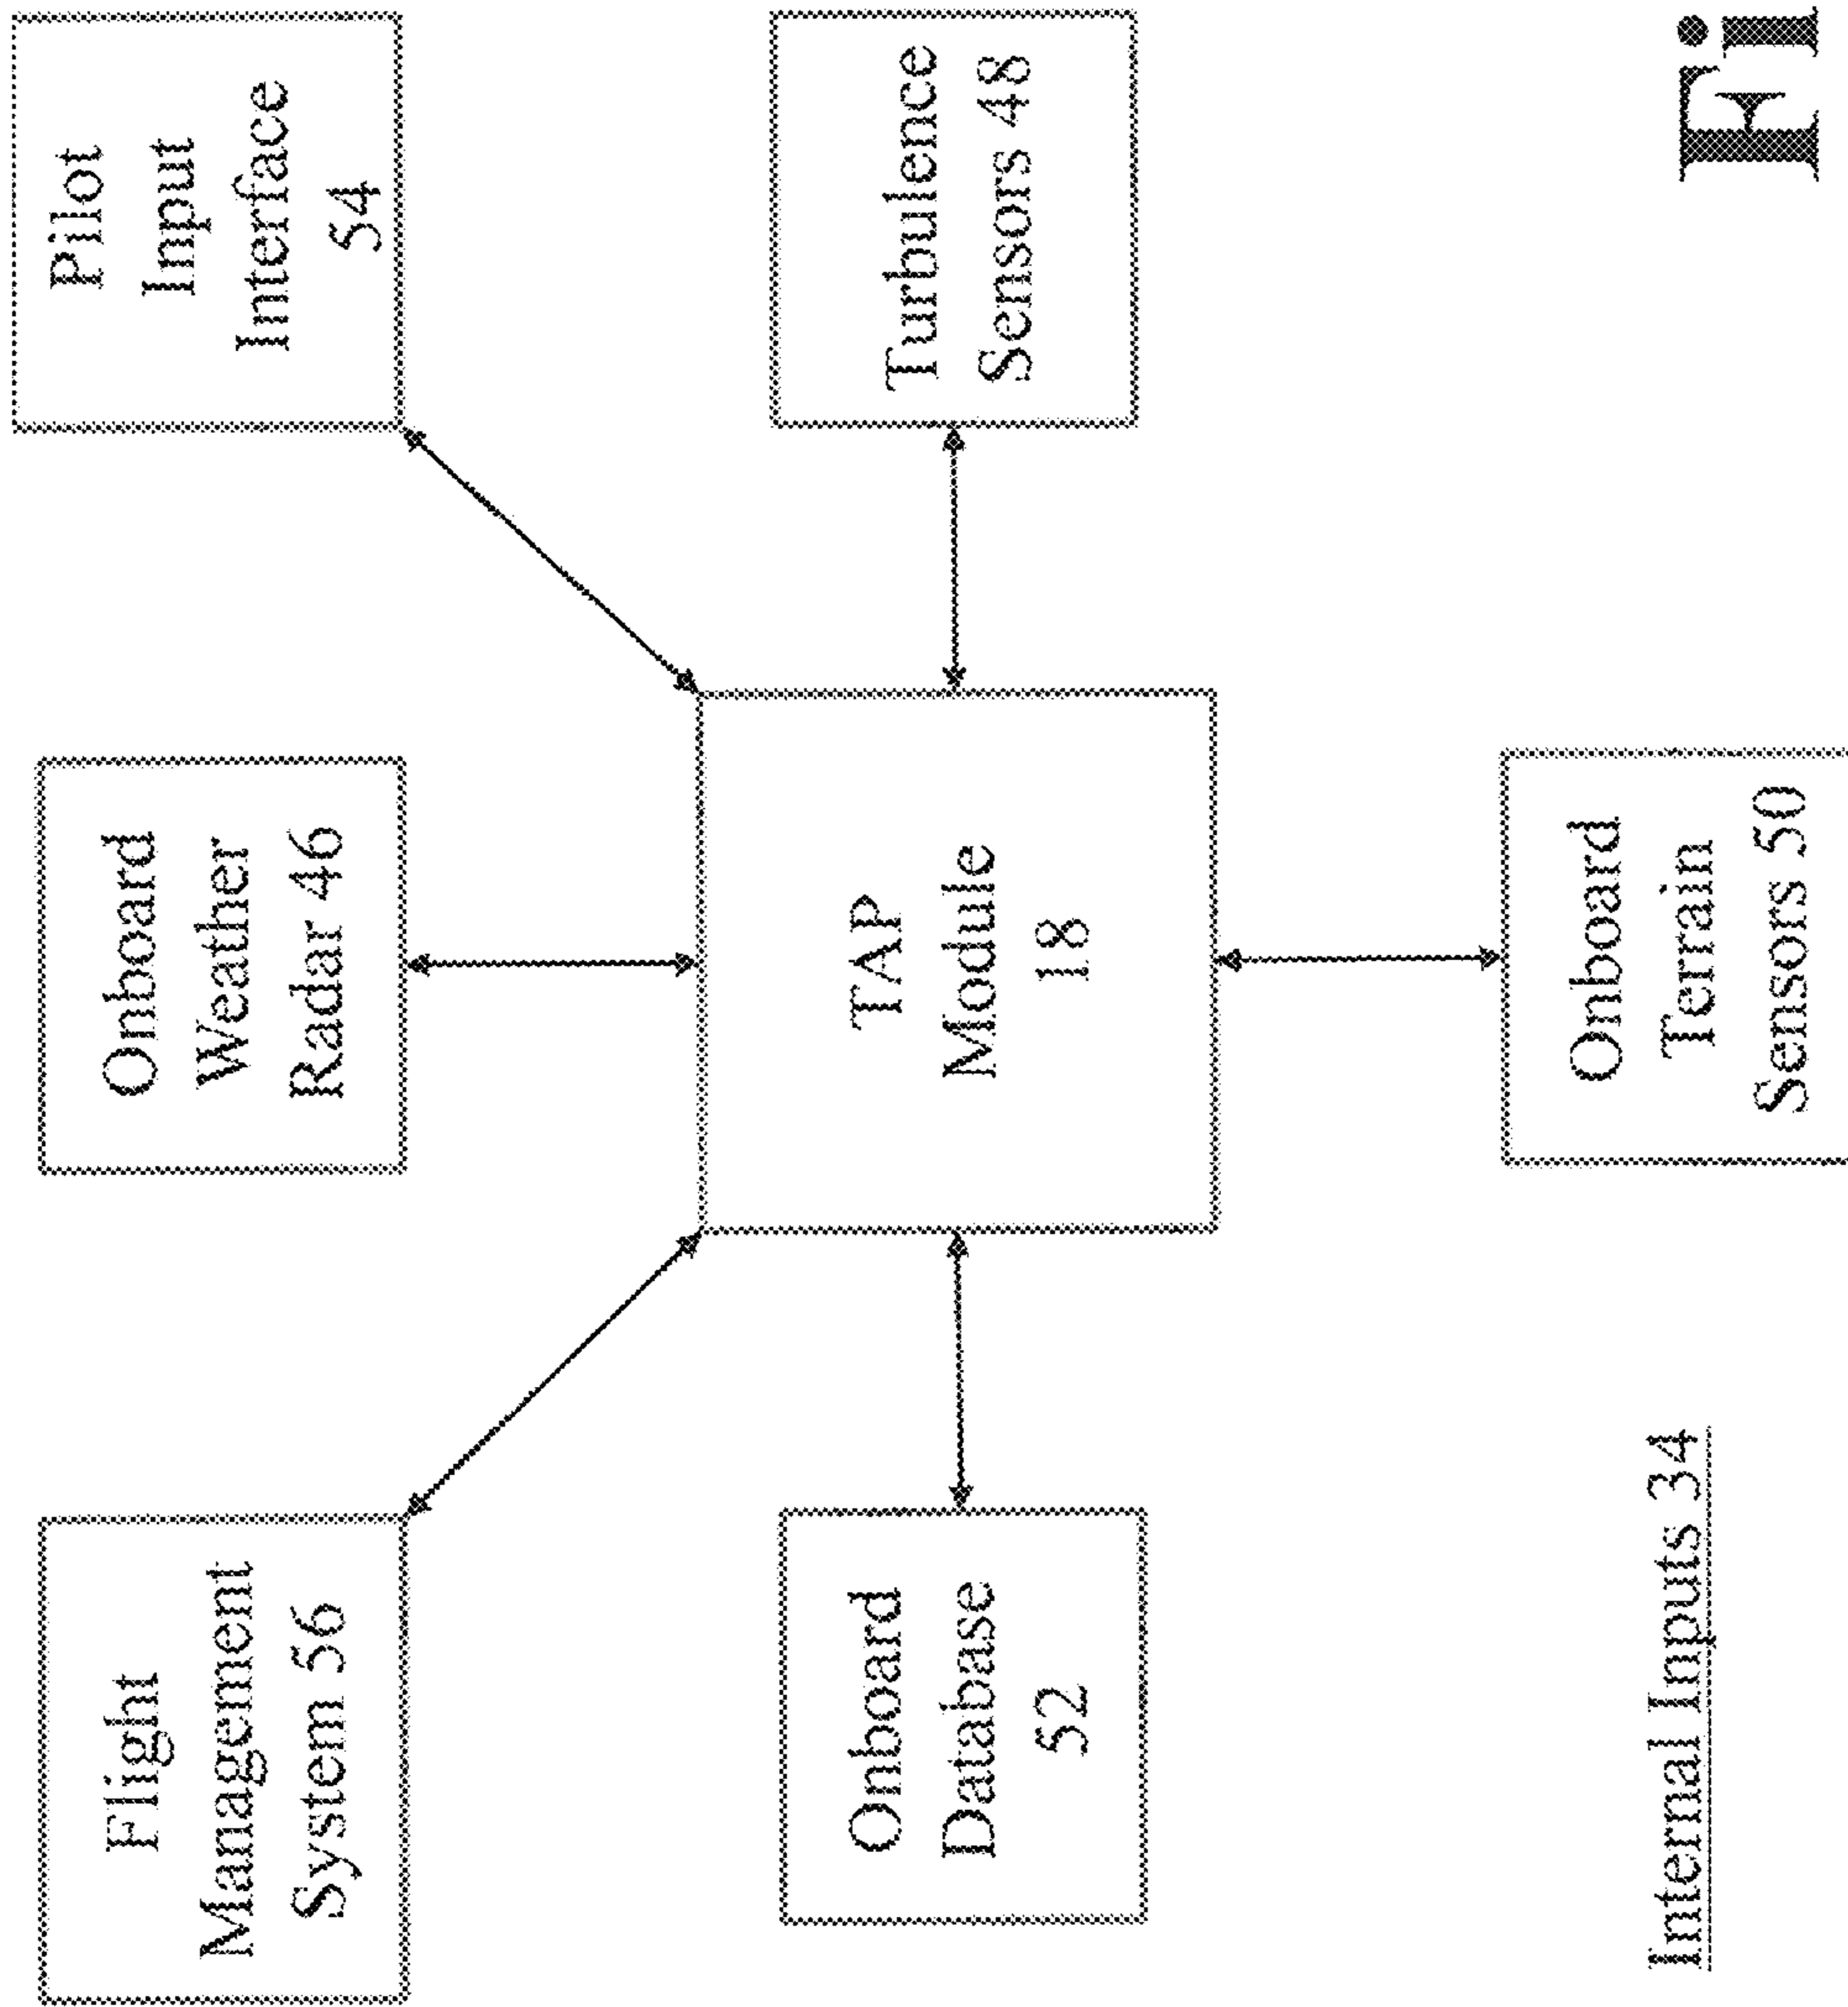 Flight
Management
System 56
Onboard
Weather
Radar 46
Pilot
Input
Interface
54
Onboard
Database
52
TAP
Module
18
Turbulence
Sensors 48
Onboard
Terrain
Sensors 50
Internal Inputs 34
Fi